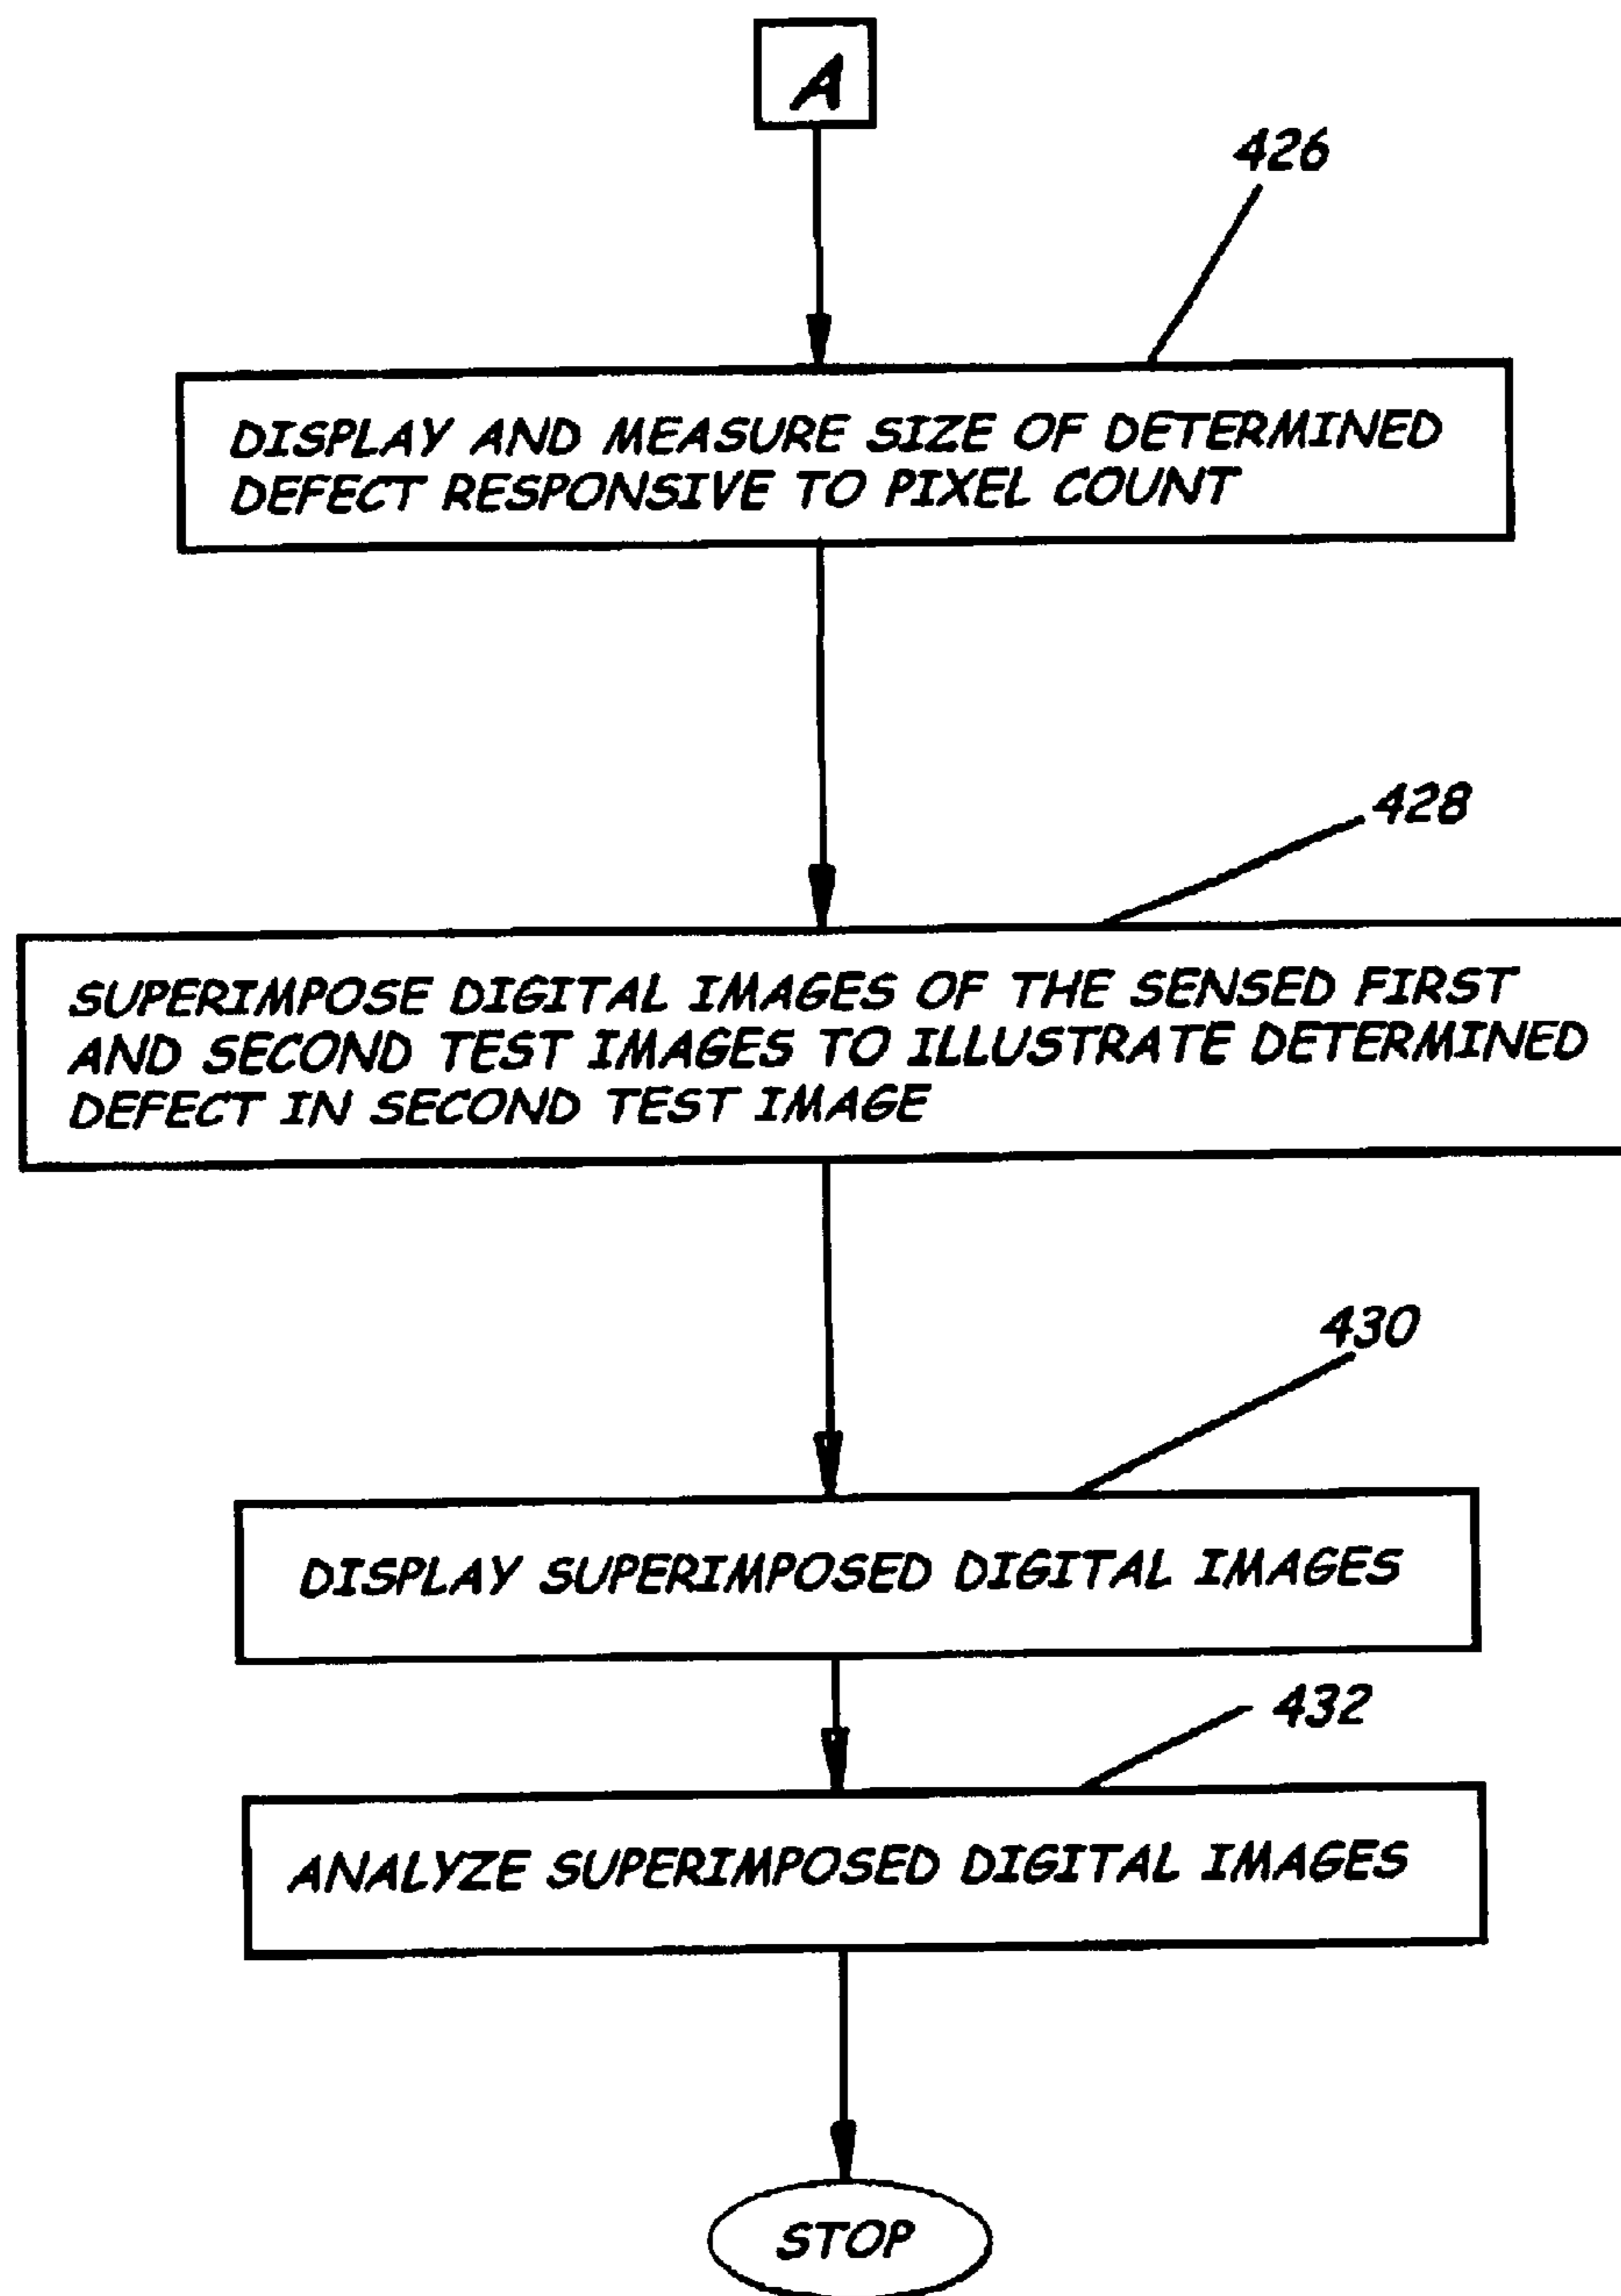 A
426
DISPLAY AND MEASURE SIZE OF DETERMINED
DEFECT RESPONSIVE TO PIXEL COUNT
428
SUPERIMPOSE DIGITAL IMAGES OF THE SENSED FIRST
AND SECOND TEST IMAGES TO ILLUSTRATE DETERMINED
DEFECT IN SECOND TEST IMAGE
430
DISPLAY SUPERIMPOSED DIGITAL IMAGES
432
ANALYZE SUPERIMPOSED DIGITAL IMAGES
STOP